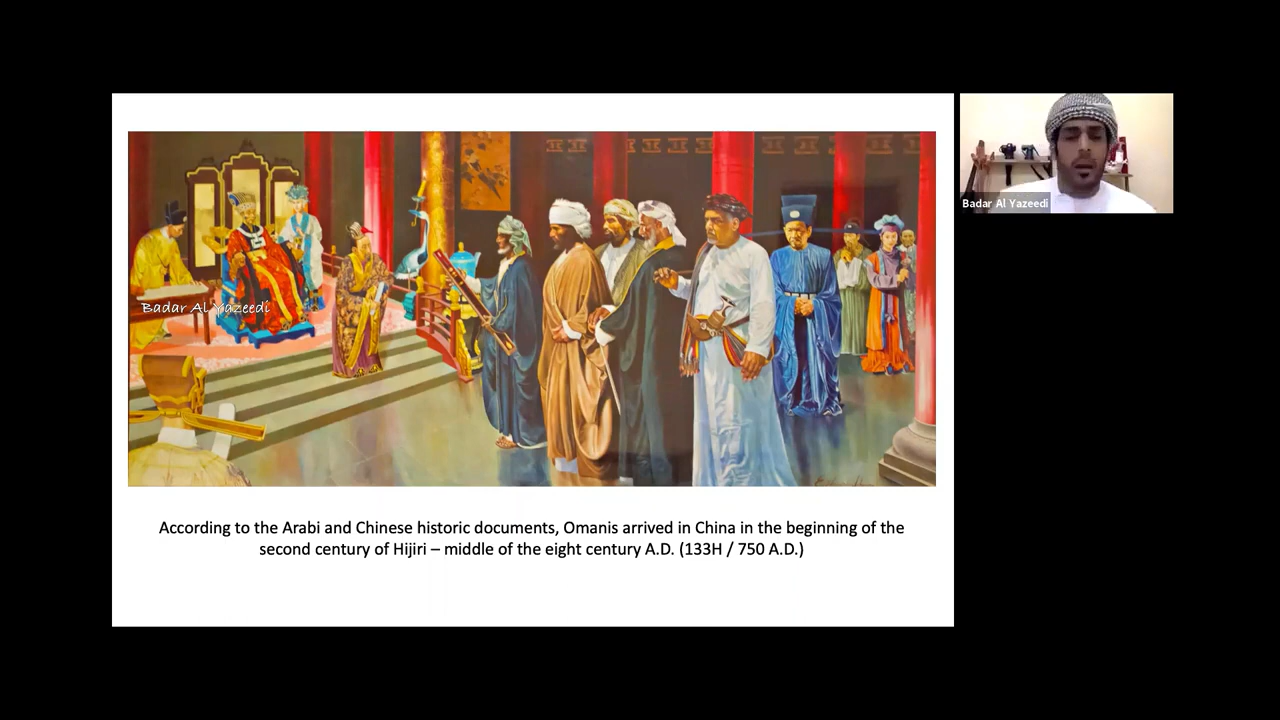 Badar Al Yazeedi
Badar Al Yazeedi
According to the Arabi and Chinese historic documents, Omanis arrived in China in the beginning of the
second century of Hijiri – middle of the eight century A.D. (133H / 750 A.D.)